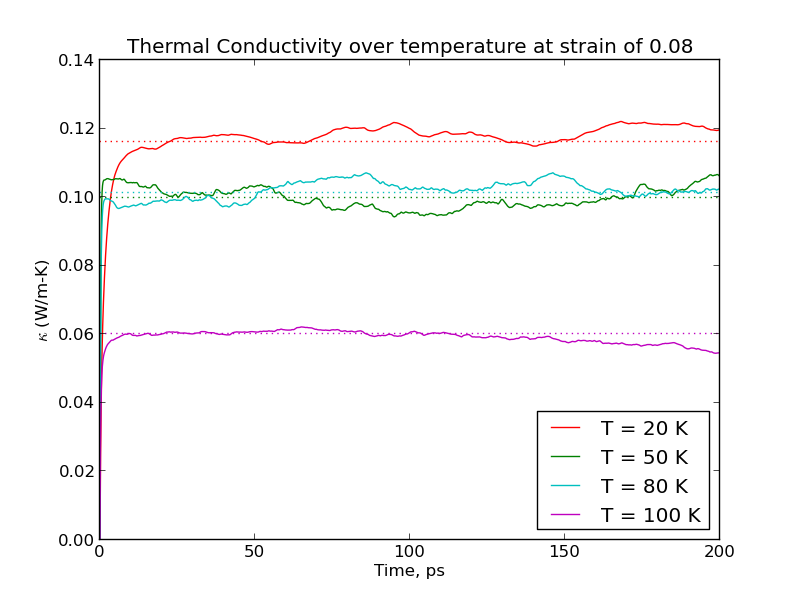 Thermal Conductivity over temperature at strain of 0.08
0.14
0.12
0.10
0.08
0.06
0.04
0.02
0.00
κ (W/m-K)
0
50
100
150
200
Time, ps
T = 20 K
T = 50 K
T = 80 K
T = 100 K